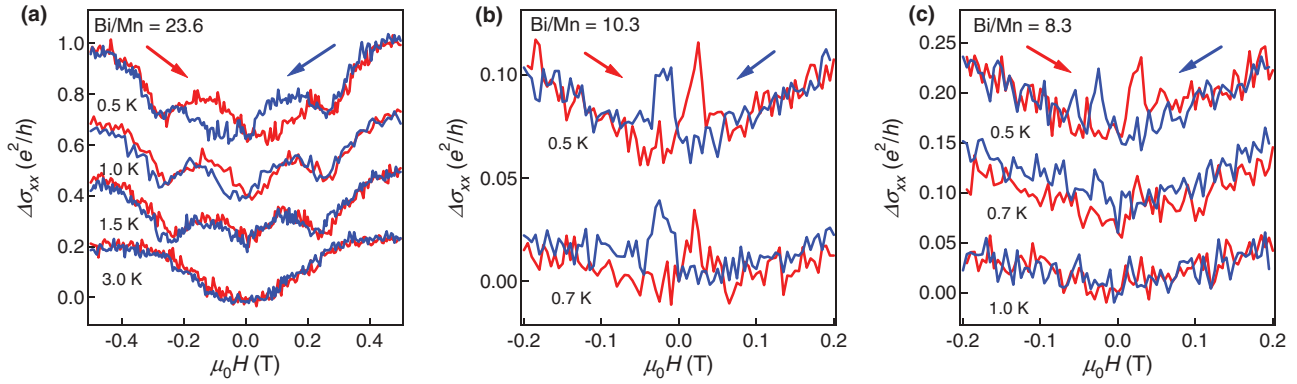 (a)
Bi/Mn = 23.6
Δσxx (e²/h)
1.0
0.8
0.6
0.4
0.2
0.0
0.5 K
1.0 K
1.5 K
3.0 K
-0.4 -0.2 0.0 0.2 0.4
μ₀H (T)
(b)
Bi/Mn = 10.3
Δσxx (e²/h)
0.10
0.05
0.00
0.5 K
0.7 K
-0.2 -0.1 0.0 0.1 0.2
μ₀H (T)
(c)
Bi/Mn = 8.3
Δσxx (e²/h)
0.25
0.20
0.15
0.10
0.05
0.00
0.5 K
0.7 K
1.0 K
-0.2 -0.1 0.0 0.1 0.2
μ₀H (T)